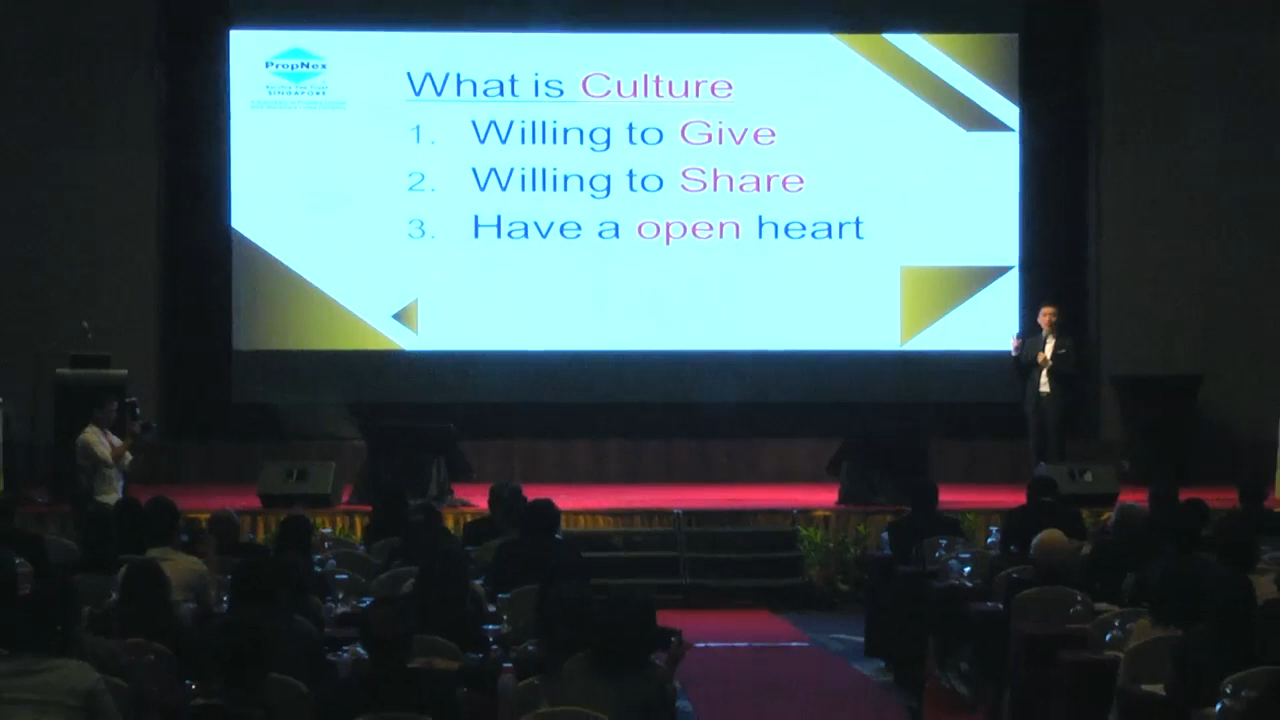 PropNex
SINGAPORE
What is Culture
1. Willing to Give
2. Willing to Share
3. Have a open heart